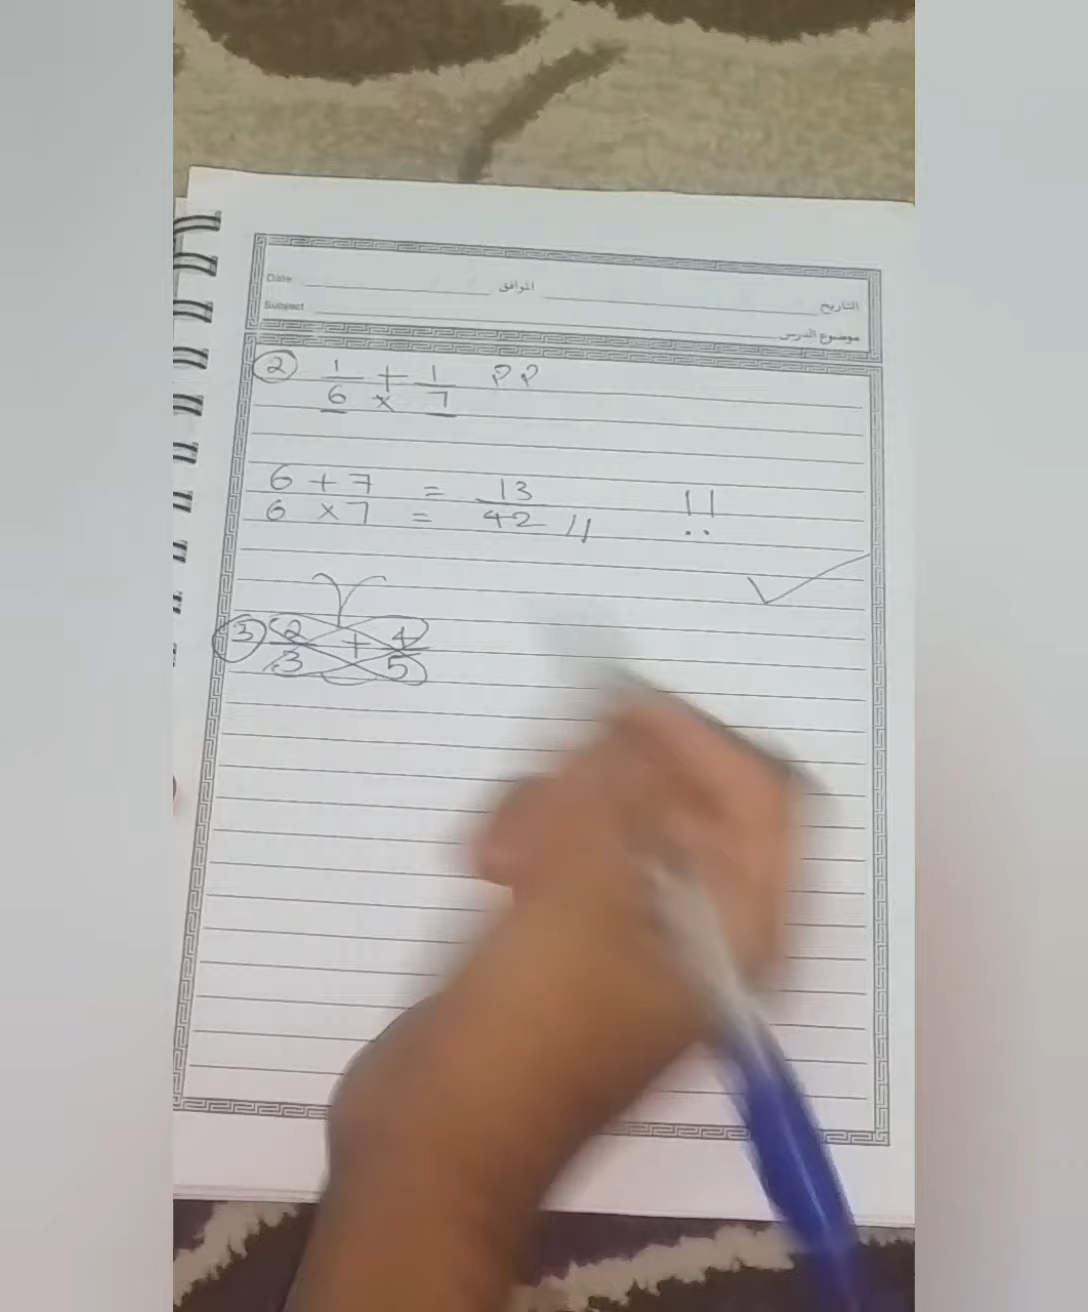 Date الموافق التاريخ
Subject موضوع الدرس
② 1/6 + 1/7 ??
×
6 + 7 = 13
6 × 7 = 42 // !!
③ 2/3 + 4/5